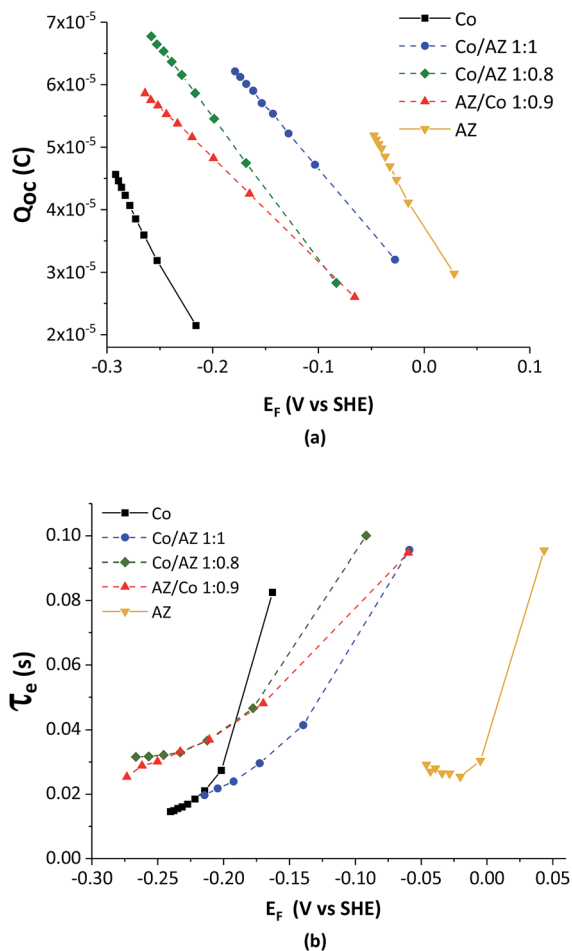 7x10⁻⁵
6x10⁻⁵
5x10⁻⁵
4x10⁻⁵
3x10⁻⁵
2x10⁻⁵
Q_OC (C)
Co
Co/AZ 1:1
Co/AZ 1:0.8
AZ/Co 1:0.9
AZ
-0.3 -0.2 -0.1 0.0 0.1
E_F (V vs SHE)
(a)
0.10
0.08
0.06
0.04
0.02
0.00
τ_e (s)
Co
Co/AZ 1:1
Co/AZ 1:0.8
AZ/Co 1:0.9
AZ
-0.30 -0.25 -0.20 -0.15 -0.10 -0.05 0.00 0.05
E_F (V vs SHE)
(b)